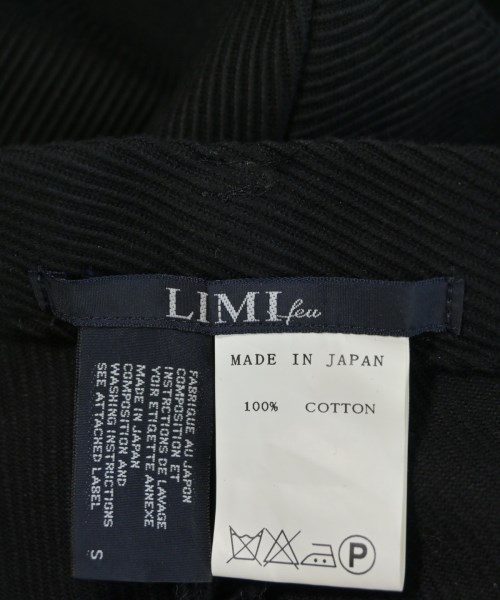 LIMI feu
MADE IN JAPAN
100% COTTON
P
FABRIQUE AU JAPON
COMPOSITION ET
INSTRUCTIONS DE LAVAGE
VOIR ETIQUETTE ANNEXE
MADE IN JAPAN
COMPOSITION AND
WASHING INSTRUCTIONS
SEE ATTACHED LABEL
S